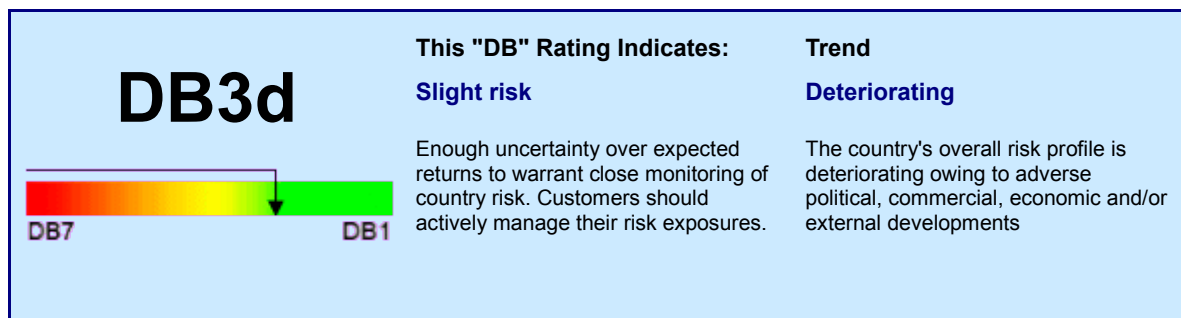 DB3d
DB7
DB1
This "DB" Rating Indicates:
Slight risk
Enough uncertainty over expected
returns to warrant close monitoring of
country risk. Customers should
actively manage their risk exposures.
Trend
Deteriorating
The country's overall risk profile is
deteriorating owing to adverse
political, commercial, economic and/or
external developments